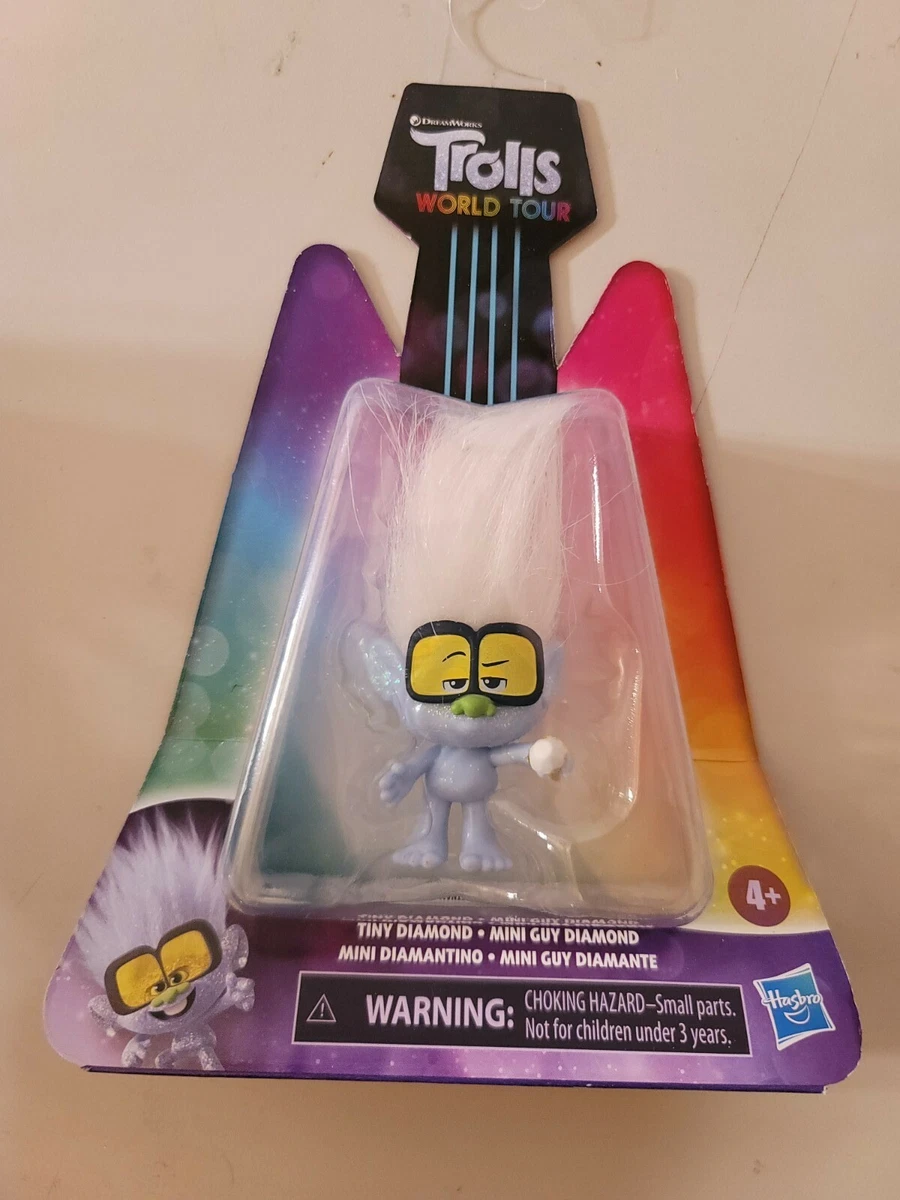 DREAMWORKS
Trolls
WORLD TOUR
4+
TINY DIAMOND • MINI GUY DIAMOND
MINI DIAMANTINO • MINI GUY DIAMANTE
⚠ WARNING: CHOKING HAZARD–Small parts.
Not for children under 3 years.
Hasbro